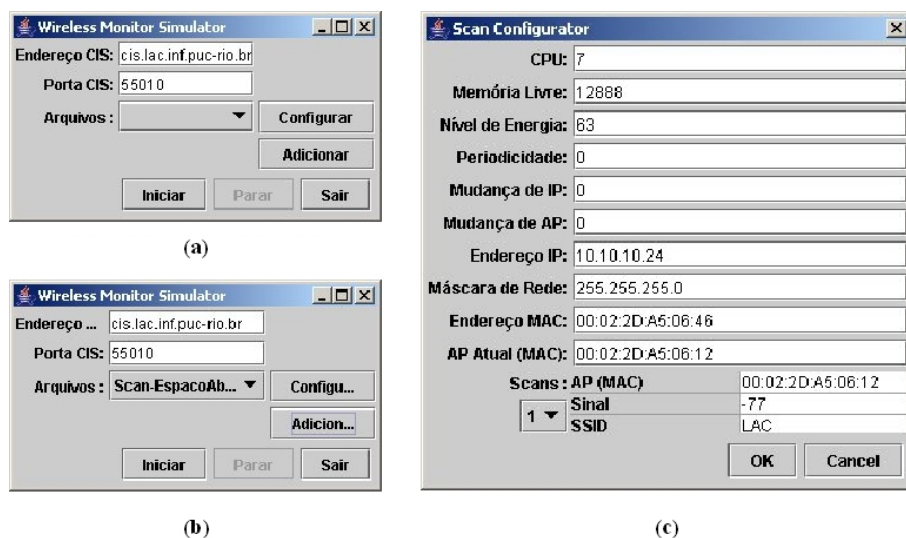 Wireless Monitor Simulator
Endereço CIS: cis.lac.inf.puc-rio.br
Porta CIS: 55010
Arquivos : Configurar
Adicionar
Iniciar Parar Sair
(a)
Wireless Monitor Simulator
Endereço ... cis.lac.inf.puc-rio.br
Porta CIS: 55010
Arquivos : Scan-EspacoAb... Configu...
Adicion...
Iniciar Parar Sair
(b)
Scan Configurator
CPU: 7
Memória Livre: 12888
Nível de Energia: 63
Periodicidade: 0
Mudança de IP: 0
Mudança de AP: 0
Endereço IP: 10.10.10.24
Máscara de Rede: 255.255.255.0
Endereço MAC: 00:02:2D:A5:06:46
AP Atual (MAC): 00:02:2D:A5:06:12
Scans : AP (MAC) 00:02:2D:A5:06:12
1 Sinal -77
SSID LAC
OK Cancel
(c)